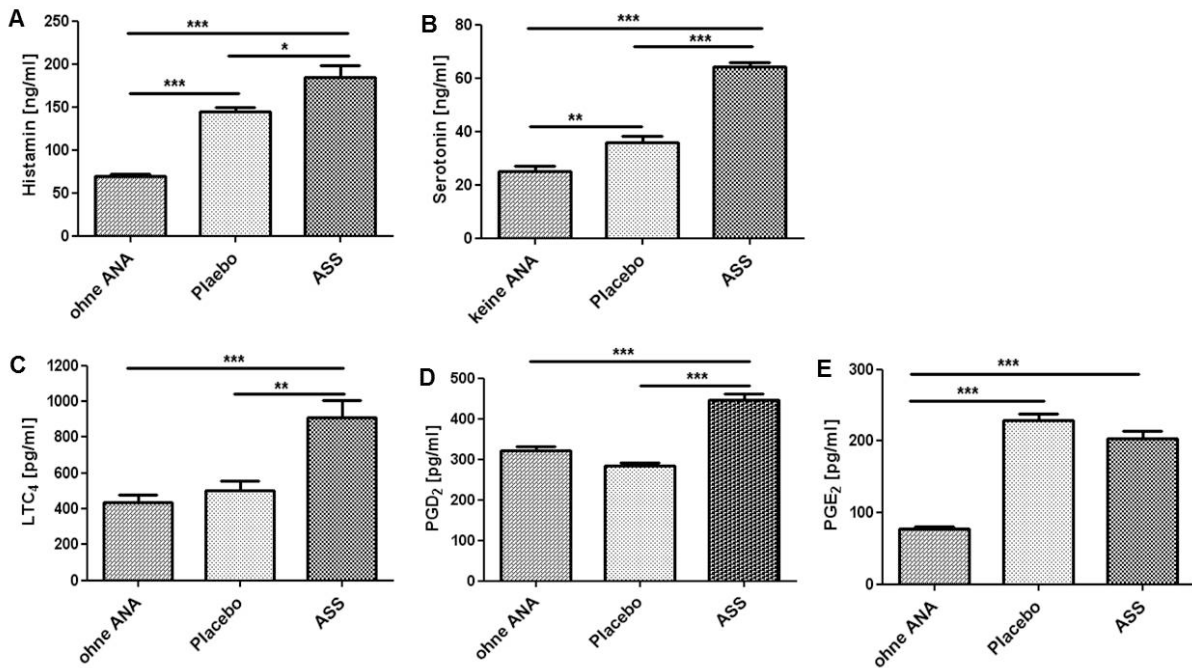 A
Histamin [ng/ml]
250
200
150
100
50
0
***
*
***
ohne ANA
Plaebo
ASS
B
Serotonin [ng/ml]
80
60
40
20
0
***
***
**
keine ANA
Placebo
ASS
C
LTC4 [pg/ml]
1200
1000
800
600
400
200
0
***
**
ohne ANA
Placebo
ASS
D
PGD2 [pg/ml]
500
400
300
200
100
0
***
***
ohne ANA
Placebo
ASS
E
PGE2 [pg/ml]
300
200
100
0
***
***
ohne ANA
Placebo
ASS